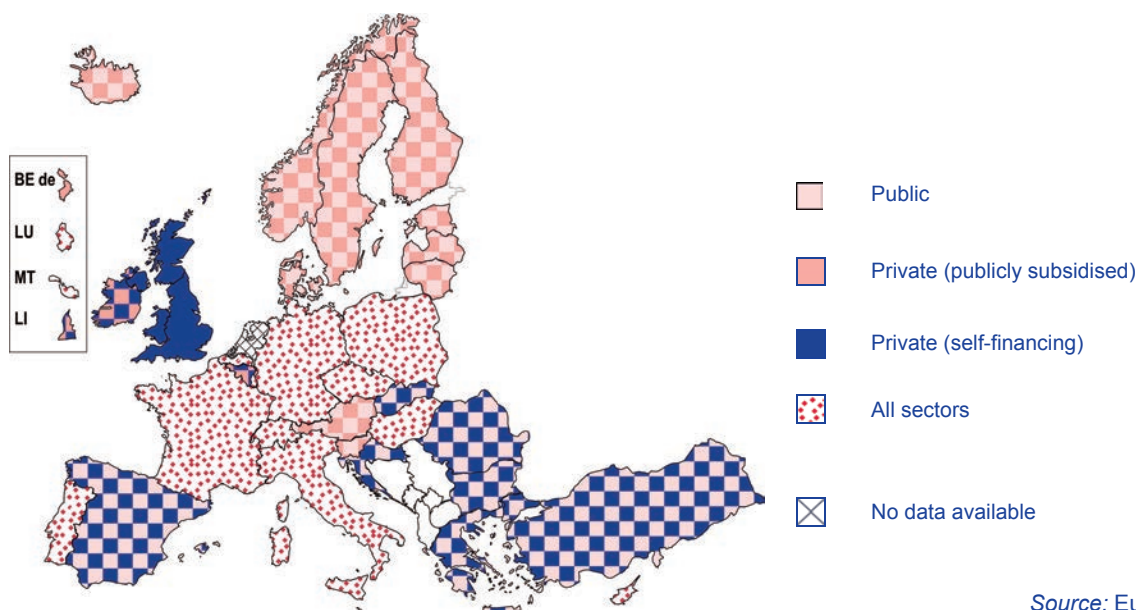 BE de
LU
MT
LI
Public
Private (publicly subsidised)
Private (self-financing)
All sectors
No data available
Source: